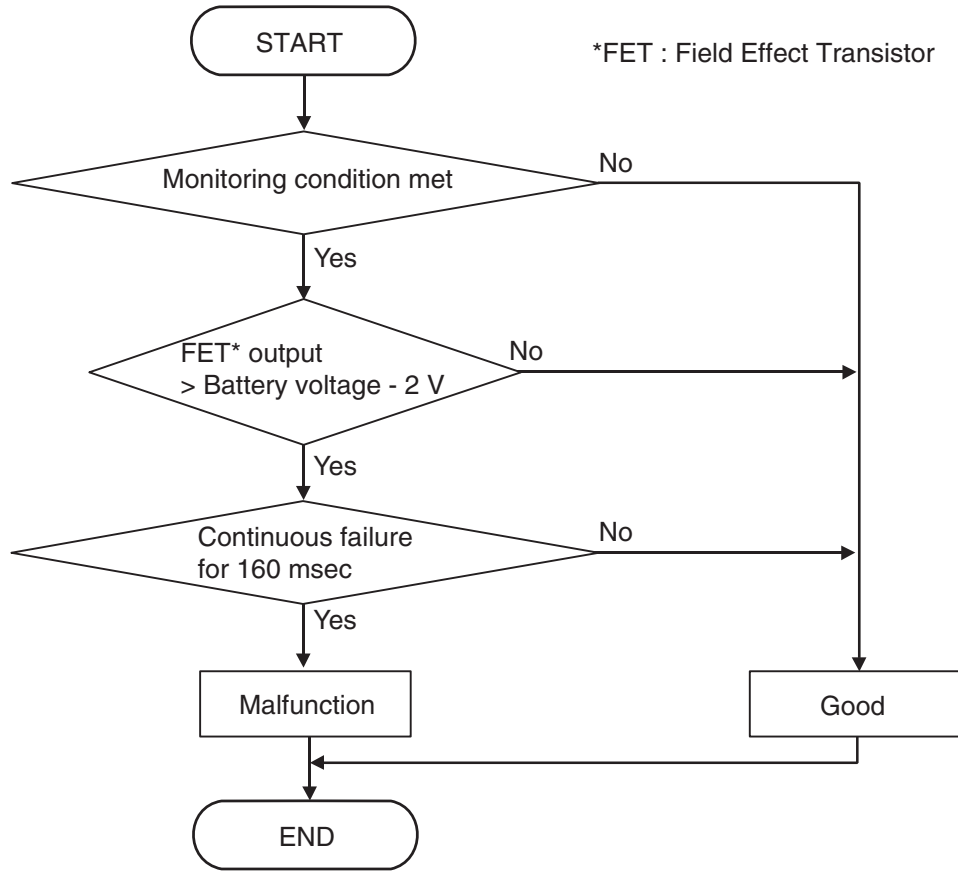 START
*FET : Field Effect Transistor
Monitoring condition met
No
Yes
FET* output
> Battery voltage - 2 V
No
Yes
Continuous failure
for 160 msec
No
Yes
Malfunction
Good
END